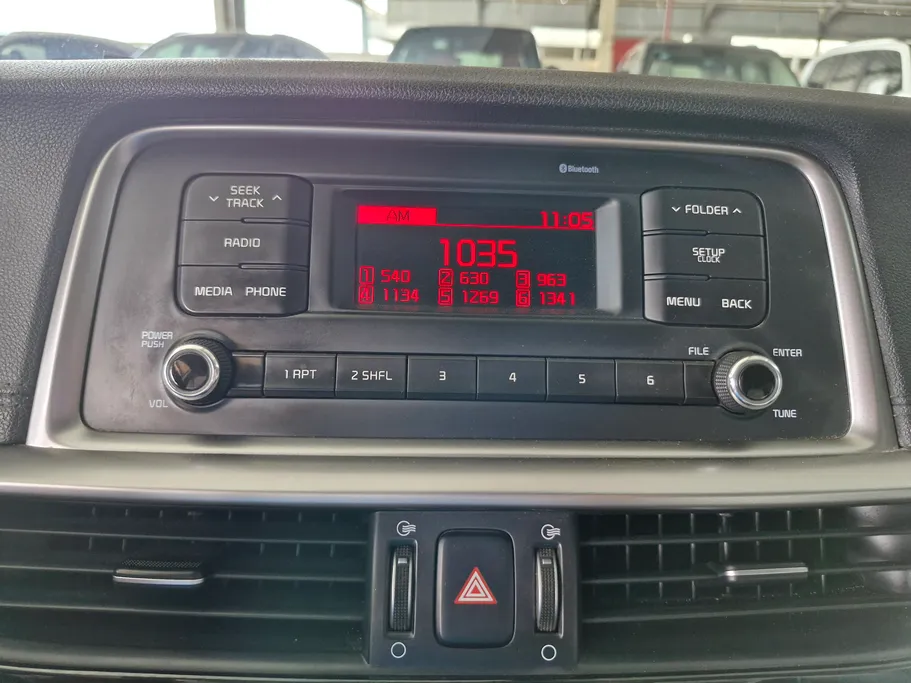 Bluetooth
SEEK
TRACK
RADIO
MEDIA PHONE
AM 11:05
1035
1 540 2 630 3 963
4 1134 5 1269 6 1341
FOLDER
SETUP
CLOCK
MENU BACK
POWER
PUSH
VOL
1 RPT 2 SHFL 3 4 5 6
FILE
ENTER
TUNE